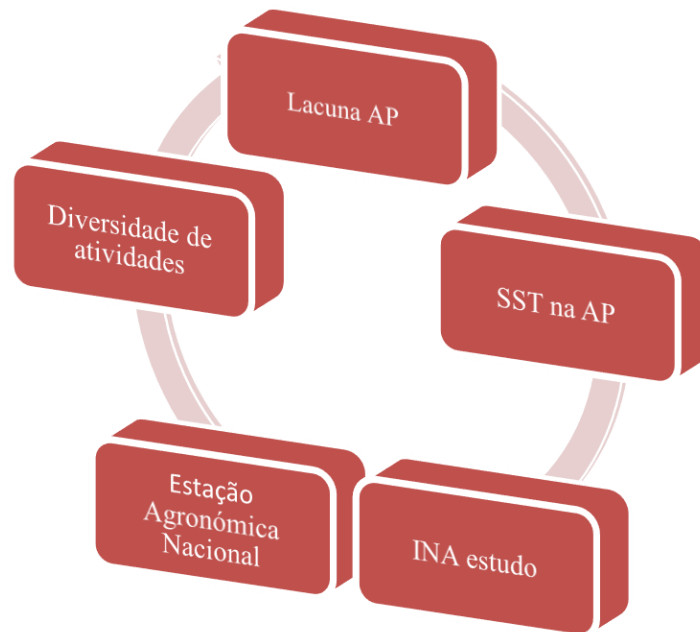 Lacuna AP
SST na AP
INA estudo
Estação
Agronómica
Nacional
Diversidade de
atividades